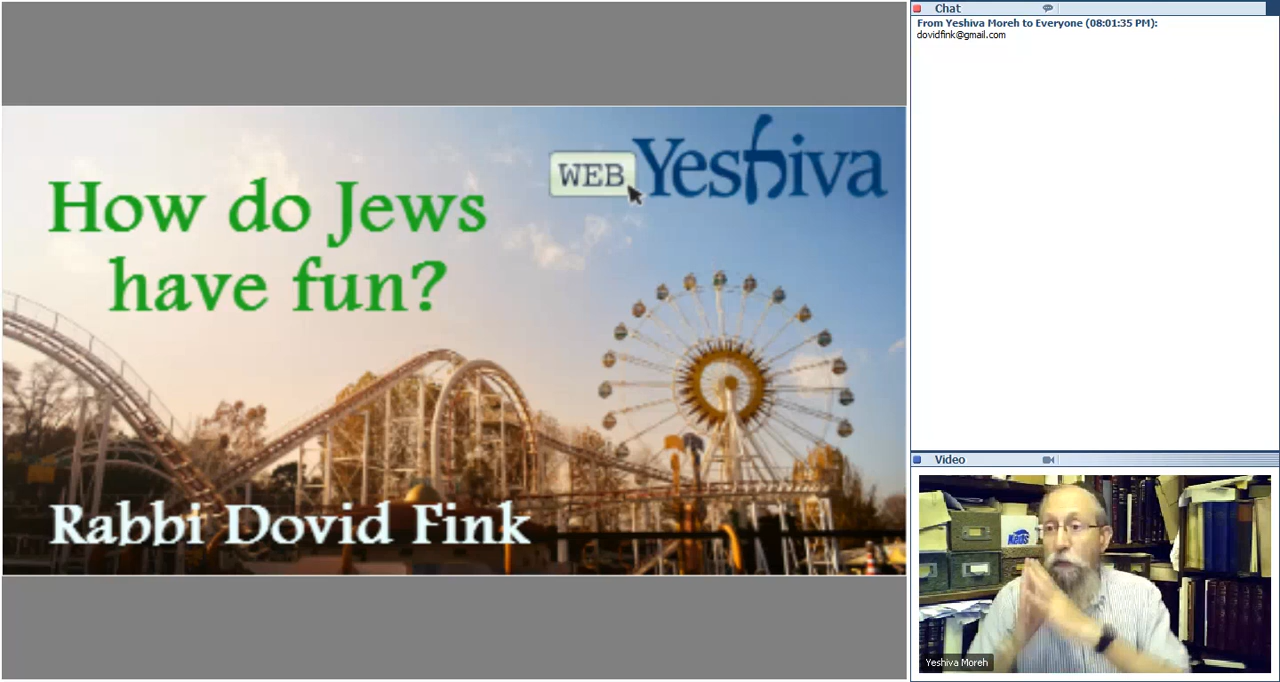 How do Jews
have fun?
WEB Yeshiva
Rabbi Dovid Fink
Chat
From Yeshiva Moreh to Everyone (08:01:35 PM):
dovidfink@gmail.com
Video
Keds
Yeshiva Moreh